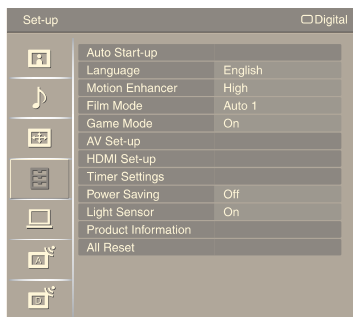 Set-up Digital
Auto Start-up
Language English
Motion Enhancer High
Film Mode Auto 1
Game Mode On
AV Set-up
HDMI Set-up
Timer Settings
Power Saving Off
Light Sensor On
Product Information
All Reset
A
D